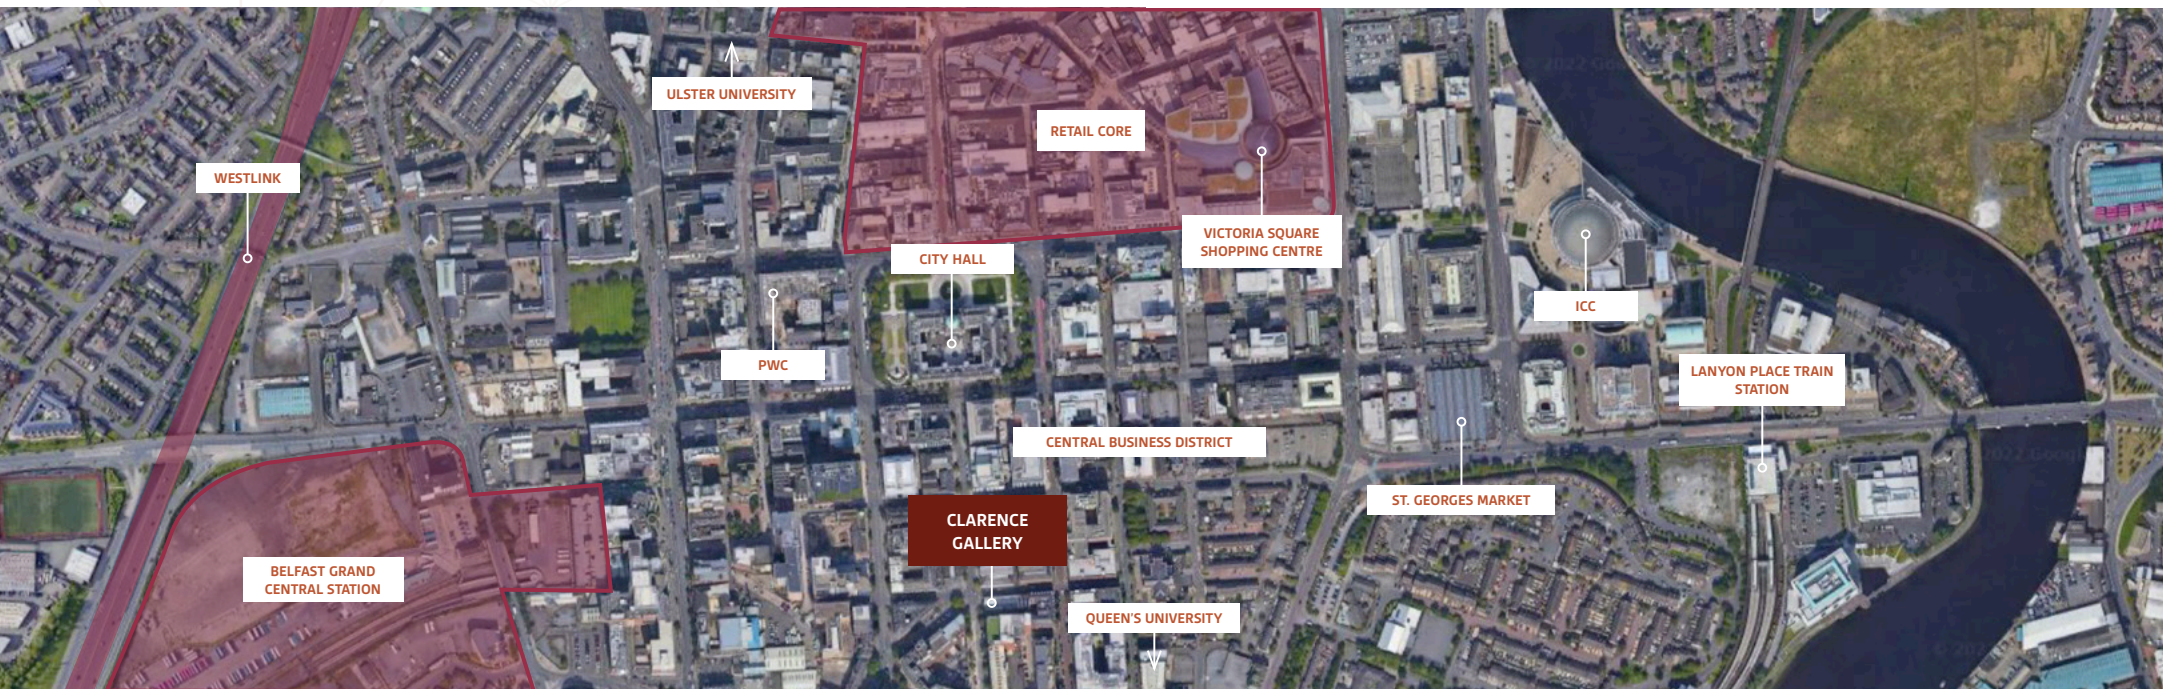 ULSTER UNIVERSITY
RETAIL CORE
WESTLINK
VICTORIA SQUARE
SHOPPING CENTRE
CITY HALL
ICC
PWC
LANYON PLACE TRAIN
STATION
CENTRAL BUSINESS DISTRICT
ST. GEORGES MARKET
CLARENCE
GALLERY
BELFAST GRAND
CENTRAL STATION
QUEEN'S UNIVERSITY